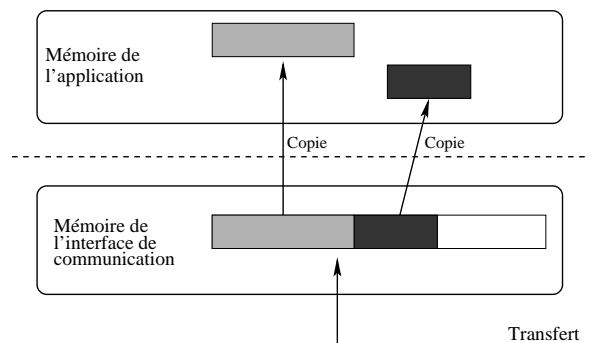 Mémoire de
l'application
Copie
Copie
Mémoire de
l'interface de
communication
Transfert